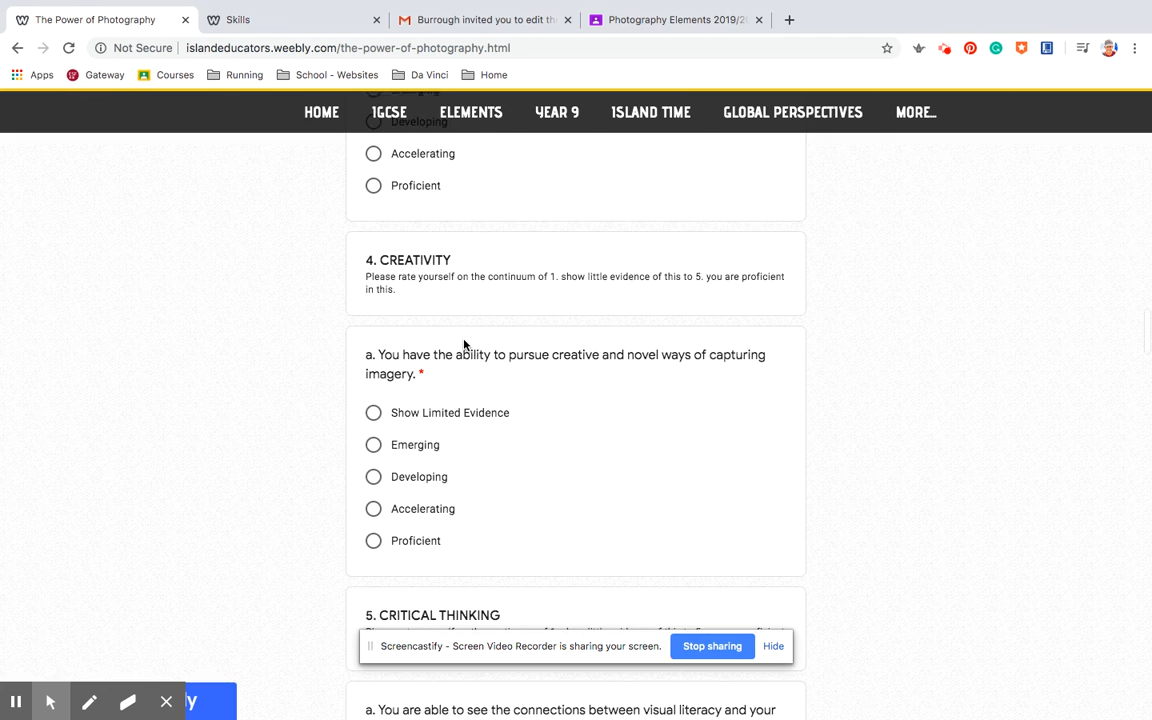 The Power of Photography
Skills
Burrough invited you to edit th
Photography Elements 2019/2
Not Secure
islandeducators.weebly.com/the-power-of-photography.html
Apps
Gateway
Courses
Running
School - Websites
Da Vinci
Home
HOME
IGCSE
ELEMENTS
YEAR 9
ISLAND TIME
GLOBAL PERSPECTIVES
MORE...
Developing
Accelerating
Proficient
4. CREATIVITY
Please rate yourself on the continuum of 1. show little evidence of this to 5. you are proficient
in this.
a. You have the ability to pursue creative and novel ways of capturing
imagery. *
Show Limited Evidence
Emerging
Developing
Accelerating
Proficient
5. CRITICAL THINKING
Screencastify - Screen Video Recorder is sharing your screen.
Stop sharing
Hide
ly
a. You are able to see the connections between visual literacy and your